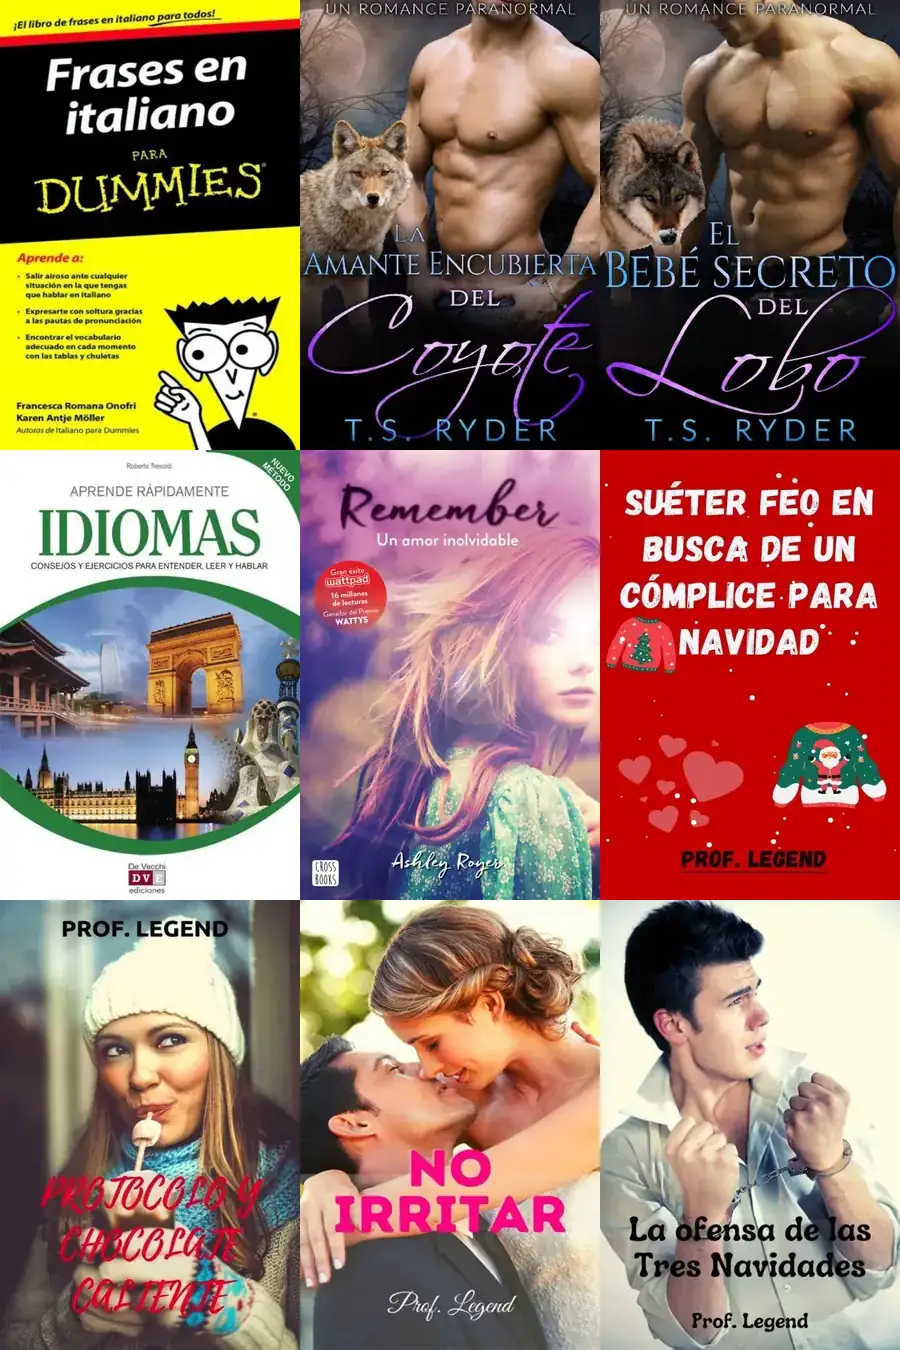 ¡El libro de frases en italiano para todos!
Frases en
italiano
PARA
DUMMIES
Aprende a:
• Salir airoso ante cualquier
situación en la que tengas
que hablar en italiano
• Expresarte con soltura gracias
a las pautas de pronunciación
• Encontrar el vocabulario
adecuado en cada momento
con las tablas y chuletas
Francesca Romana Onofri
Karen Antje Möller
Autoras de Italiano para Dummies
UN ROMANCE PARANORMAL
LA
AMANTE ENCUBIERTA
DEL
Coyote
T.S. RYDER
UN ROMANCE PARANORMAL
EL
BEBÉ SECRETO
DEL
Lobo
T.S. RYDER
Roberto Tresoldi
NUEVO
MÉTODO
APRENDE RÁPIDAMENTE
IDIOMAS
CONSEJOS Y EJERCICIOS PARA ENTENDER, LEER Y HABLAR
De Vecchi
DVE
ediciones
Remember
Un amor inolvidable
Gran éxito
wattpad
16 millones
de lecturas
Ganador del Premio
WATTYS
Ashley Royer
CROSS
BOOKS
SUÉTER FEO EN
BUSCA DE UN
CÓMPLICE PARA
NAVIDAD
PROF. LEGEND
PROF. LEGEND
PROTOCOLO Y
CHOCOLATE
CALIENTE
NO
IRRITAR
Prof. Legend
La ofensa de las
Tres Navidades
Prof. Legend